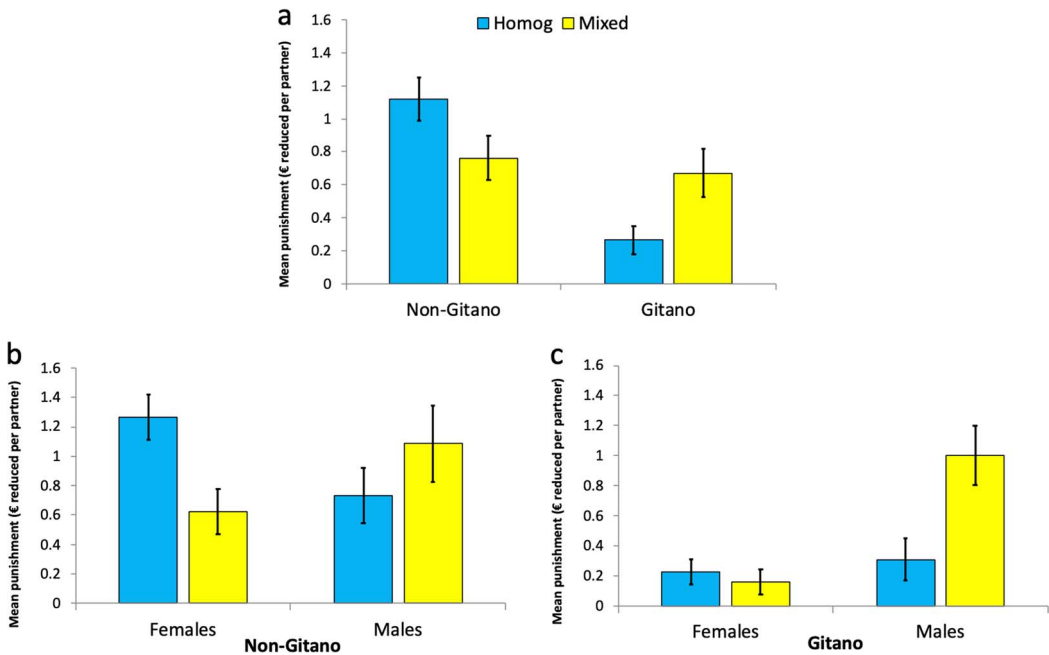 a
Homog Mixed
Mean punishment (€ reduced per partner)
1.6
1.4
1.2
1
0.8
0.6
0.4
0.2
0
Non-Gitano Gitano
b
Mean punishment (€ reduced per partner)
1.6
1.4
1.2
1
0.8
0.6
0.4
0.2
0
Females Males
Non-Gitano
c
Mean punishment (€ reduced per partner)
1.6
1.4
1.2
1
0.8
0.6
0.4
0.2
0
Females Males
Gitano